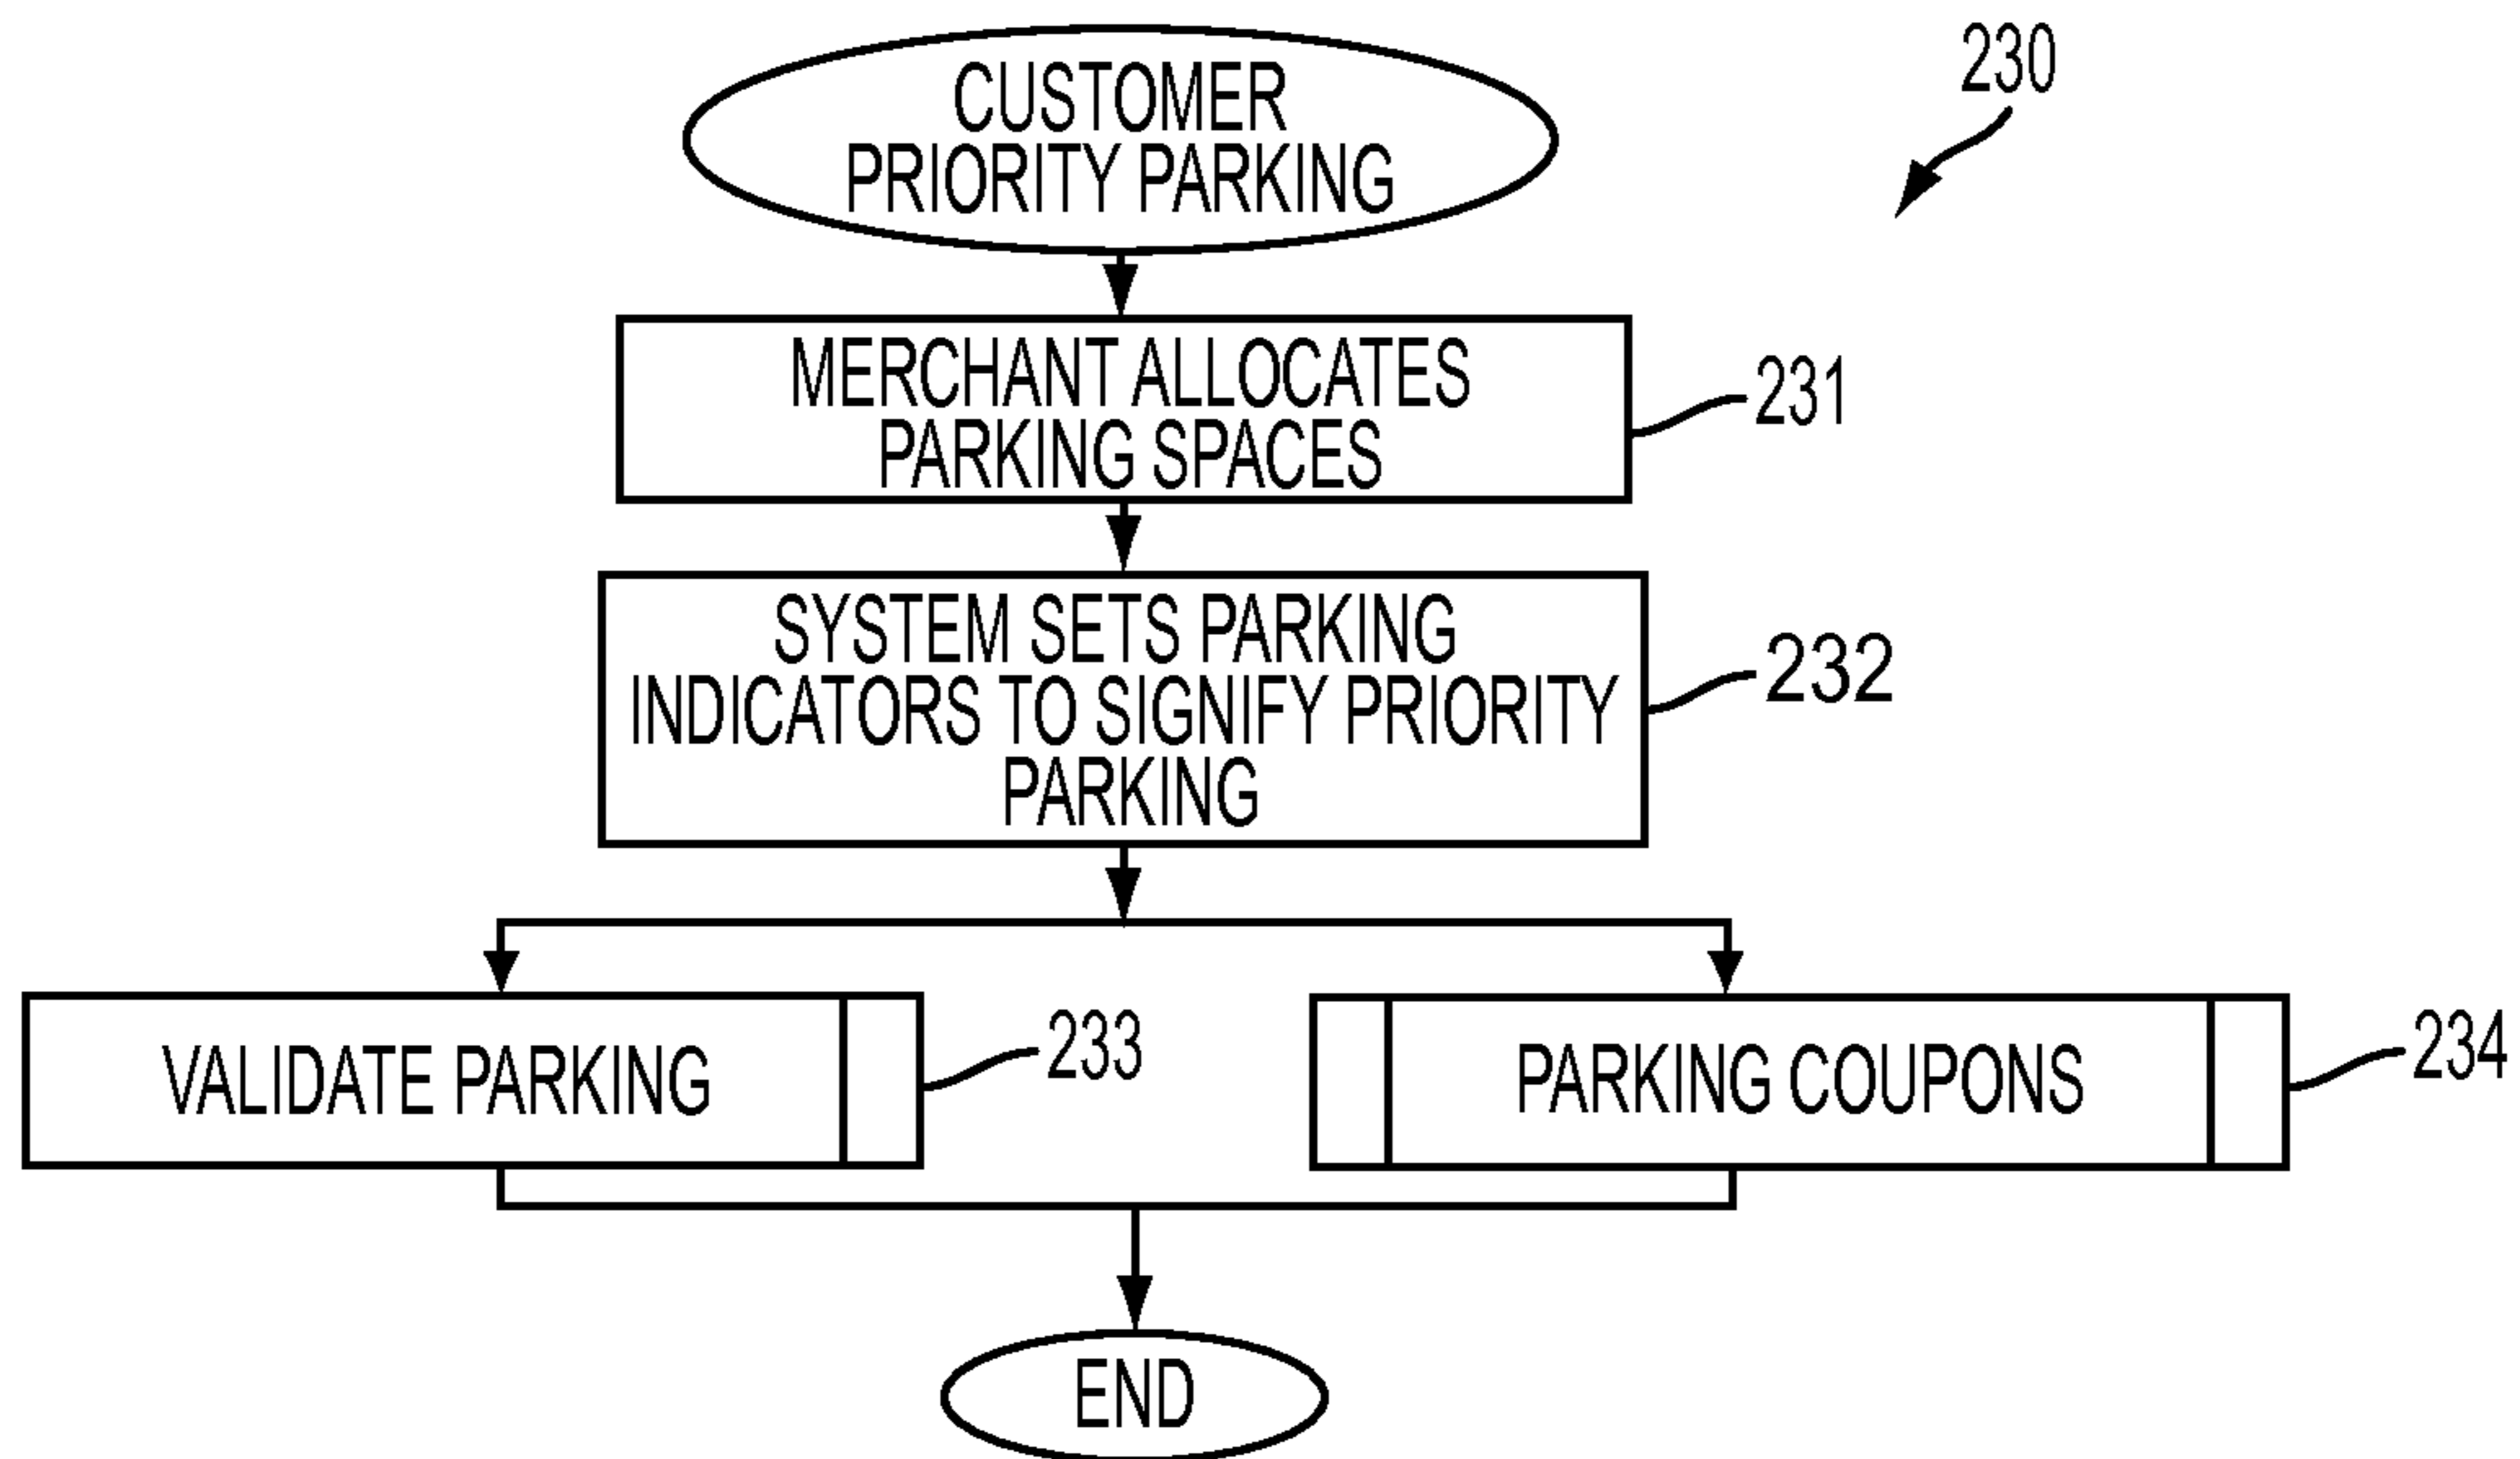 CUSTOMER
PRIORITY PARKING
230
MERCHANT ALLOCATES
PARKING SPACES
231
SYSTEM SETS PARKING
INDICATORS TO SIGNIFY PRIORITY
PARKING
232
VALIDATE PARKING
233
PARKING COUPONS
234
END